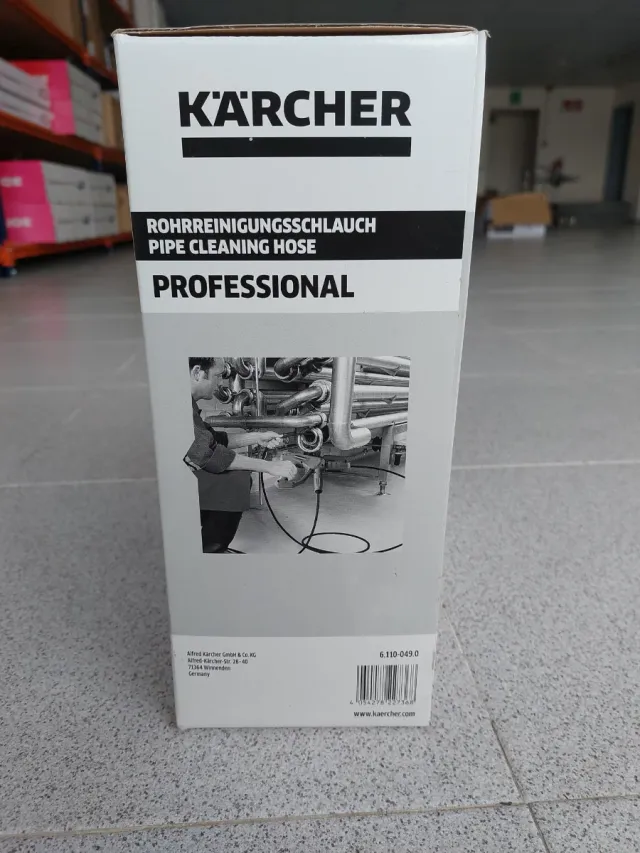 KÄRCHER
ROHRREINIGUNGSSCHLAUCH
PIPE CLEANING HOSE
PROFESSIONAL
Alfred Kärcher GmbH & Co. KG
Alfred-Kärcher-Str. 28-40
71364 Winnenden
Germany
6.110-049.0
www.kaercher.com